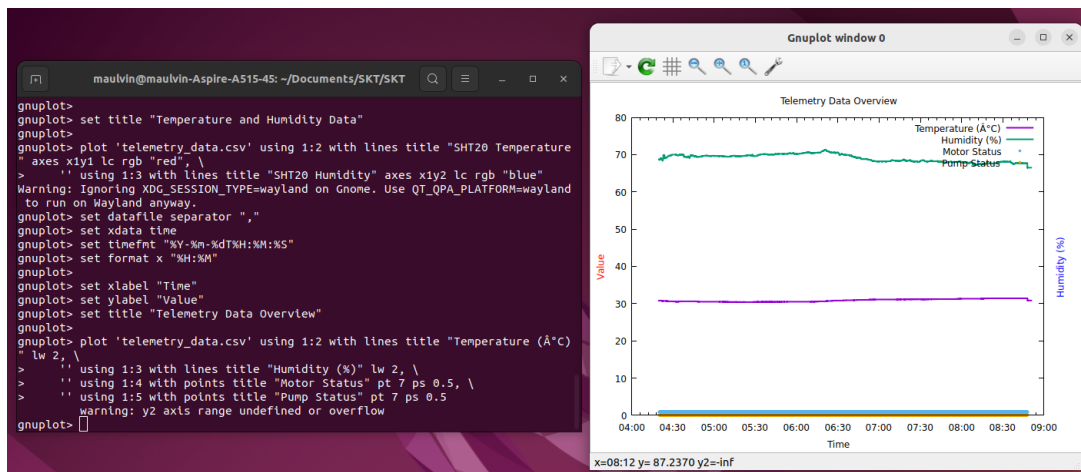 maulvin@maulvin-Aspire-A515-45: ~/Documents/SKT/SKT
gnuplot>
gnuplot> set title "Temperature and Humidity Data"
gnuplot>
gnuplot> plot 'telemetry_data.csv' using 1:2 with lines title "SHT20 Temperature
" axes x1y1 lc rgb "red", \
>     '' using 1:3 with lines title "SHT20 Humidity" axes x1y2 lc rgb "blue"
Warning: Ignoring XDG_SESSION_TYPE=wayland on Gnome. Use QT_QPA_PLATFORM=wayland
 to run on Wayland anyway.
gnuplot> set datafile separator ","
gnuplot> set xdata time
gnuplot> set timefmt "%Y-%m-%dT%H:%M:%S"
gnuplot> set format x "%H:%M"
gnuplot>
gnuplot> set xlabel "Time"
gnuplot> set ylabel "Value"
gnuplot> set title "Telemetry Data Overview"
gnuplot>
gnuplot> plot 'telemetry_data.csv' using 1:2 with lines title "Temperature (Â°C)
" lw 2, \
>     '' using 1:3 with lines title "Humidity (%)" lw 2, \
>     '' using 1:4 with points title "Motor Status" pt 7 ps 0.5, \
>     '' using 1:5 with points title "Pump Status" pt 7 ps 0.5
         warning: y2 axis range undefined or overflow
gnuplot>
Gnuplot window 0
Telemetry Data Overview
Temperature (Â°C)
Humidity (%)
Motor Status
Pump Status
80
70
60
50
40
30
20
10
0
Value
Humidity (%)
04:00 04:30 05:00 05:30 06:00 06:30 07:00 07:30 08:00 08:30 09:00
Time
x=08:12 y= 87.2370 y2=-inf